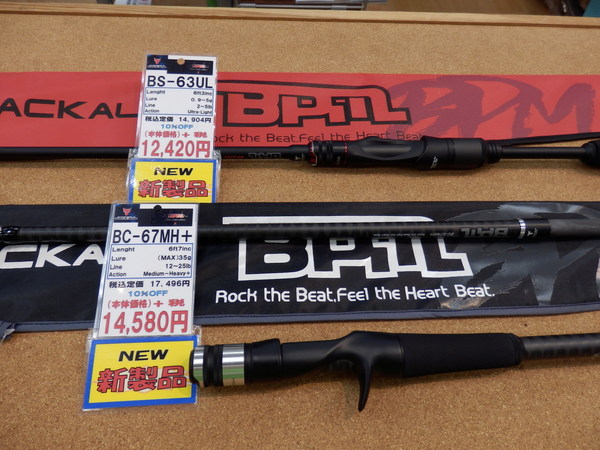 BS-63UL
Lenght 6ft3inc
Lure 0.9~5g
Line 2~5lb
Action Ultra-Light
税込定価 14,904円
10%OFF
(本体価格)+税
12,420円
NEW
新製品
ACKAL
BPM
Rock the Beat.Feel the Heart Beat.
BC-67MH+
Lenght 6ft7inc
Lure (MAX)35g
Line 12~25lb
Action Medium-Heavy+
税込定価 17,496円
10%OFF
(本体価格)+税
14,580円
NEW
新製品
ACKAL
BPM
Rock the Beat.Feel the Heart Beat.